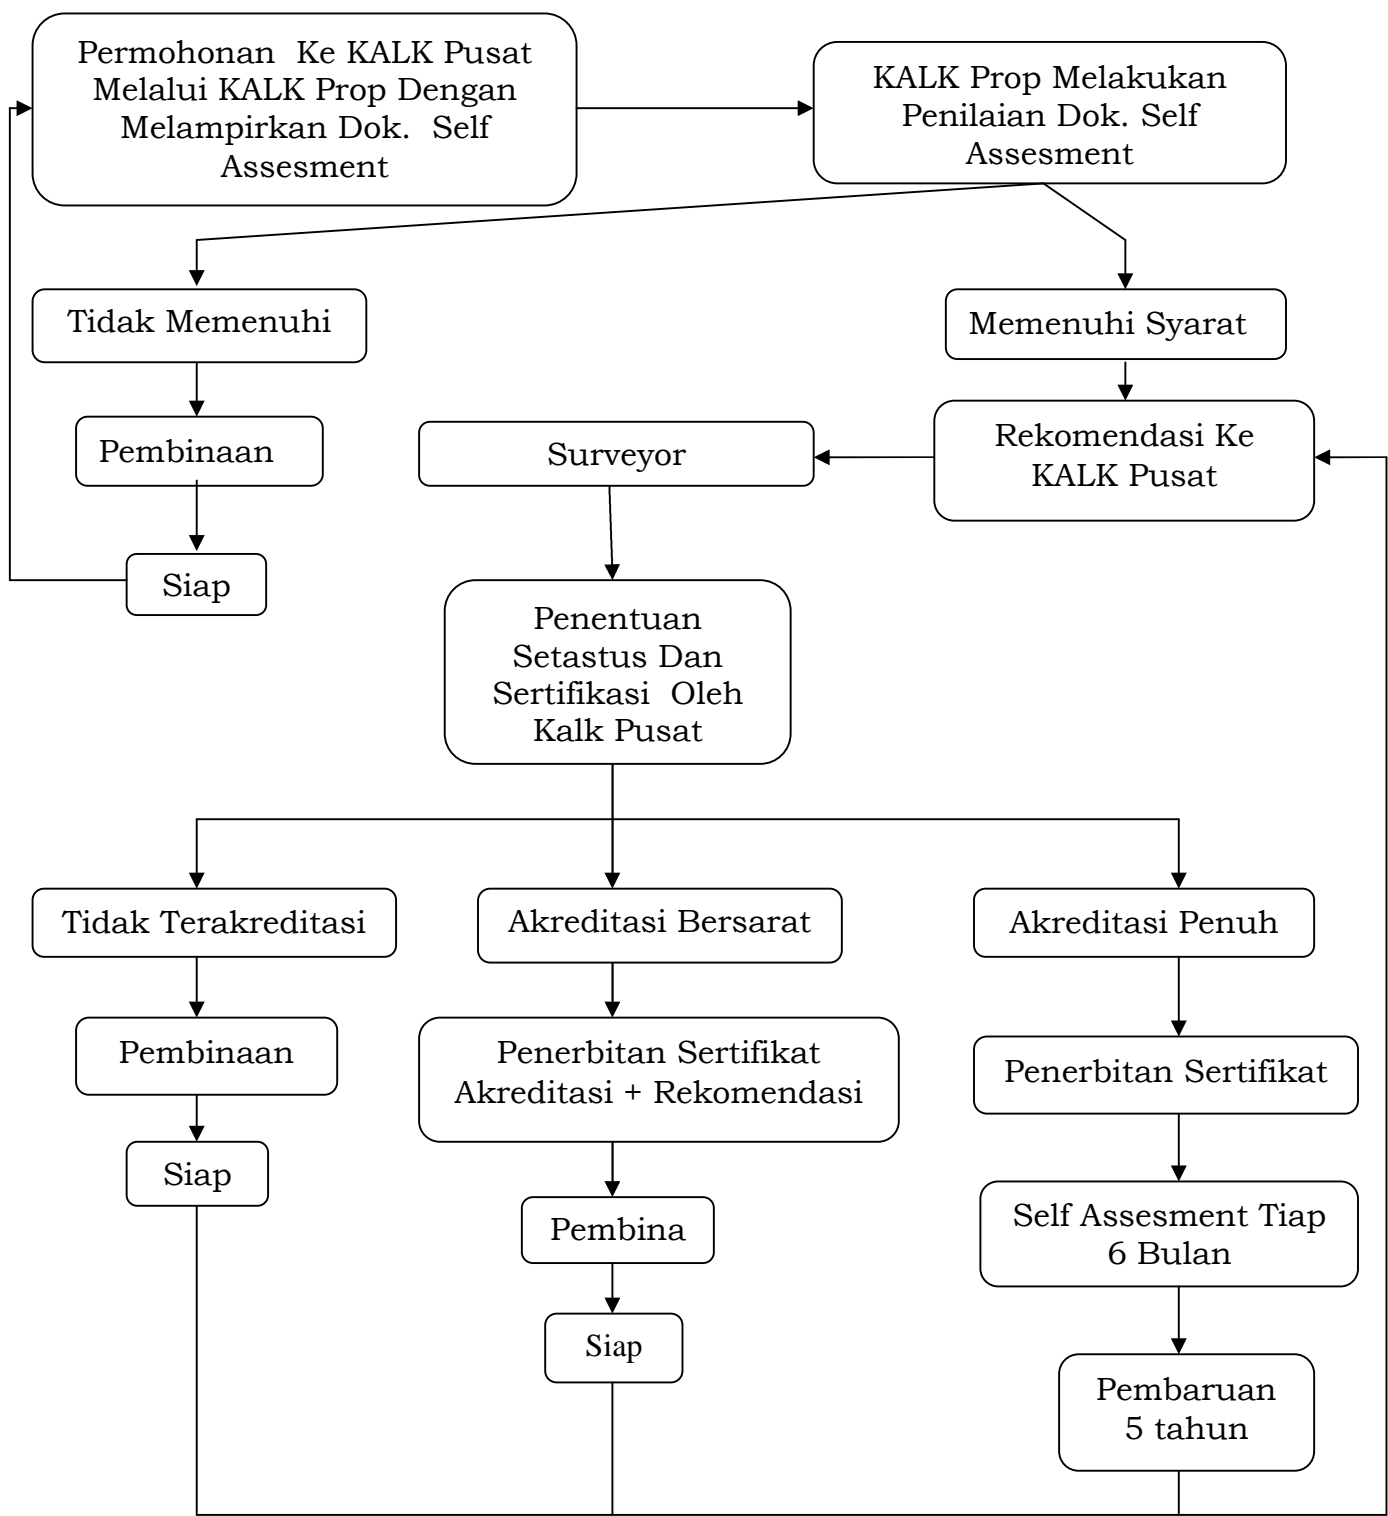 Permohonan Ke KALK Pusat
Melalui KALK Prop Dengan
Melampirkan Dok. Self
Assesment
KALK Prop Melakukan
Penilaian Dok. Self
Assesment
Tidak Memenuhi
Memenuhi Syarat
Pembinaan
Surveyor
Rekomendasi Ke
KALK Pusat
Siap
Penentuan
Setastus Dan
Sertifikasi Oleh
Kalk Pusat
Tidak Terakreditasi
Akreditasi Bersarat
Akreditasi Penuh
Pembinaan
Penerbitan Sertifikat
Akreditasi + Rekomendasi
Penerbitan Sertifikat
Siap
Pembina
Self Assesment Tiap
6 Bulan
Siap
Pembaruan
5 tahun